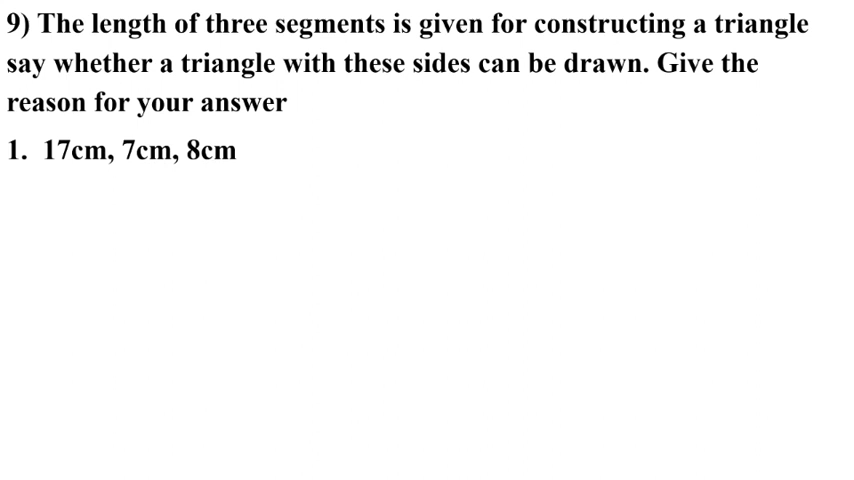 9) The length of three segments is given for constructing a triangle
say whether a triangle with these sides can be drawn. Give the
reason for your answer
1. 17cm, 7cm, 8cm